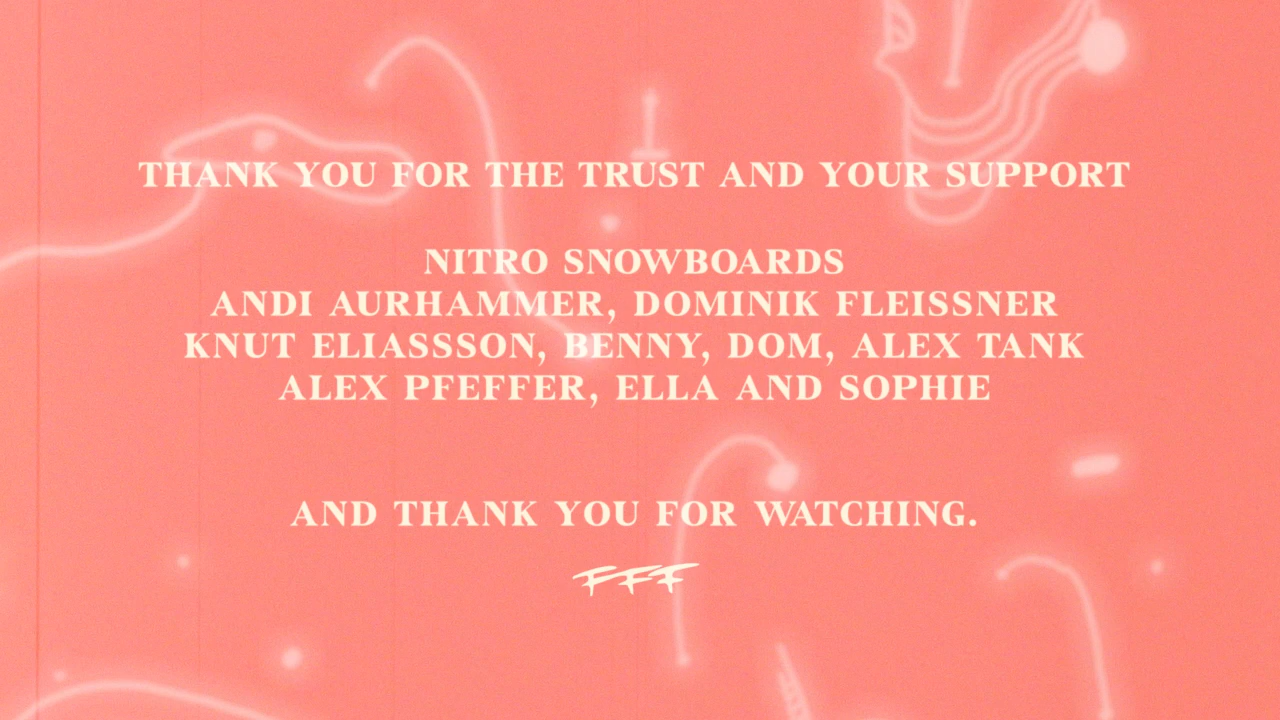 THANK YOU FOR THE TRUST AND YOUR SUPPORT
NITRO SNOWBOARDS
ANDI AURHAMMER, DOMINIK FLEISSNER
KNUT ELIASSSON, BENNY, DOM, ALEX TANK
ALEX PFEFFER, ELLA AND SOPHIE
AND THANK YOU FOR WATCHING.
FFF